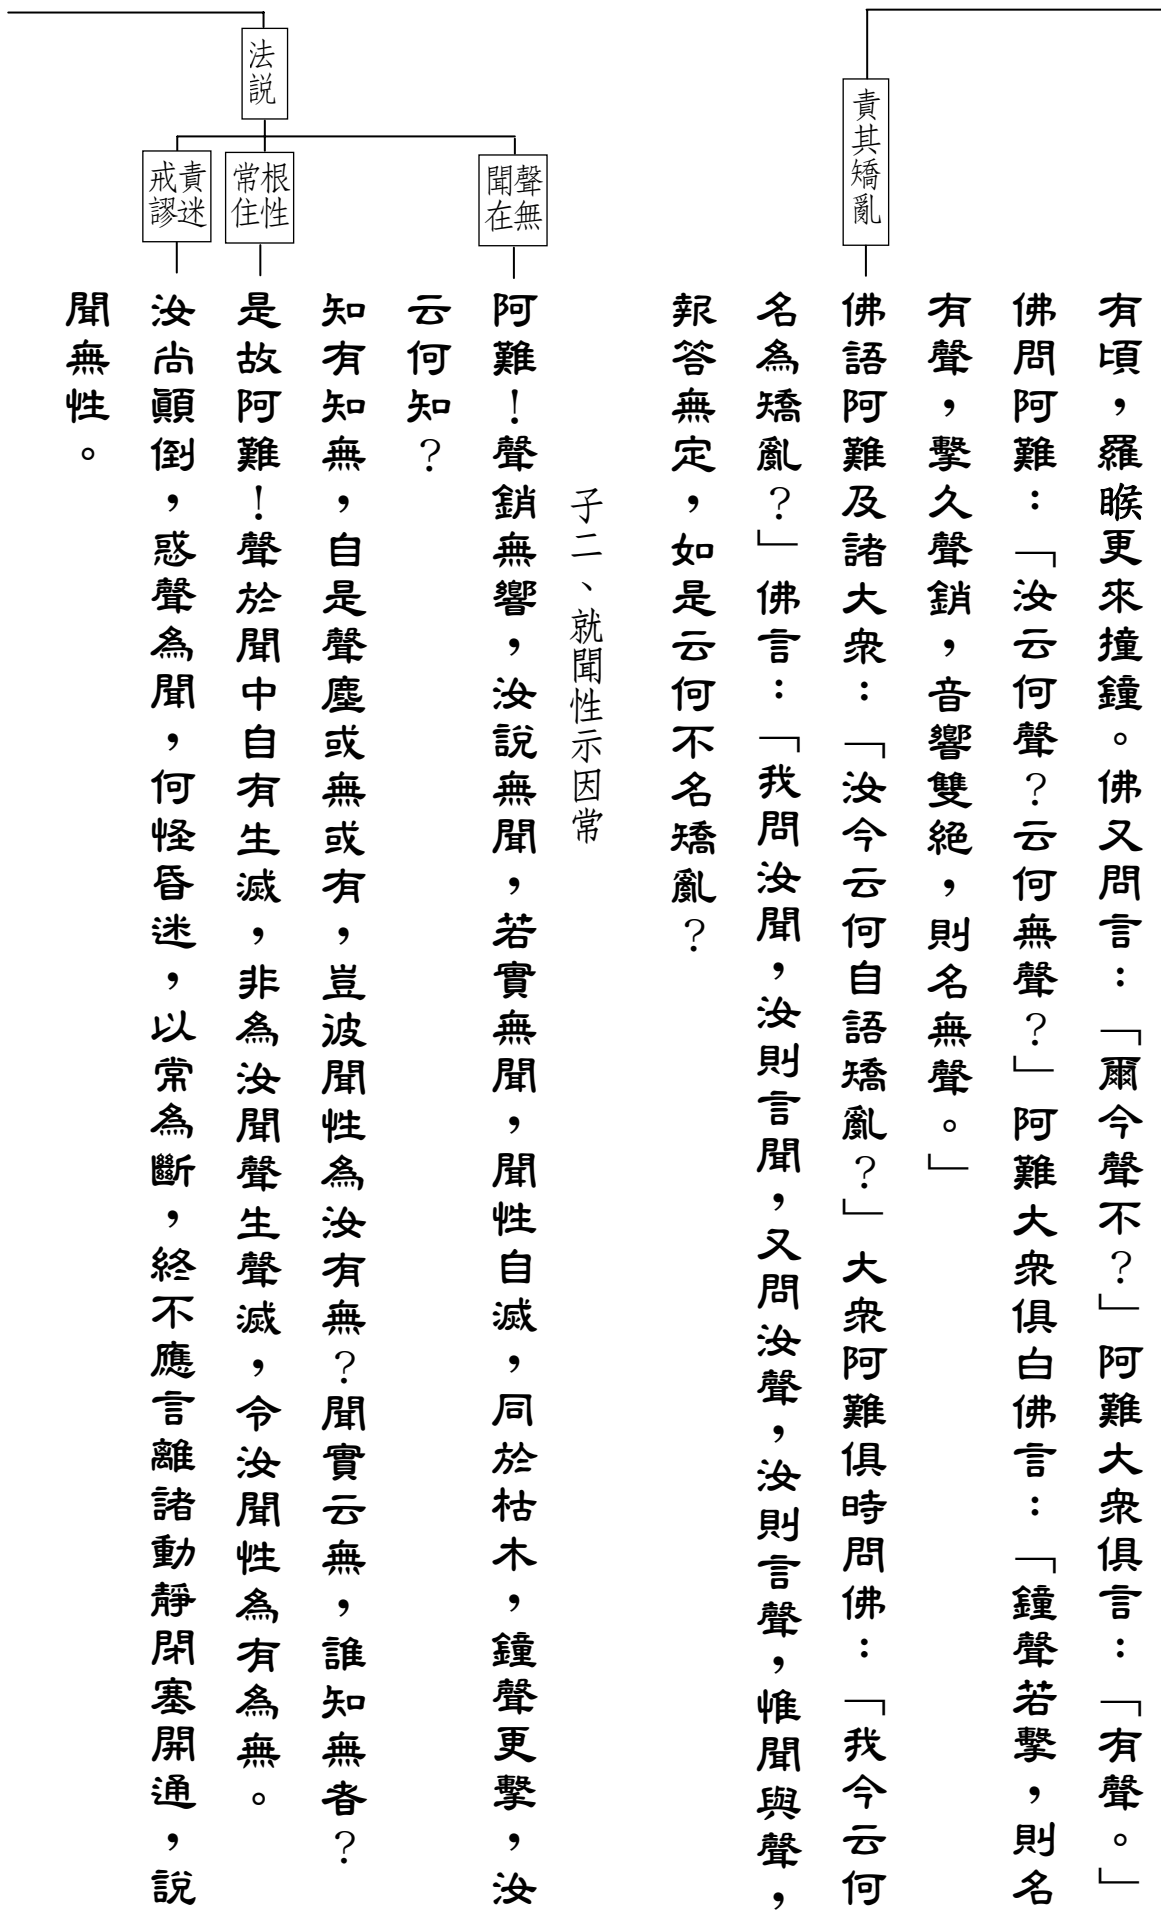 有頃，羅睺更來撞鐘。佛又問言：「爾今聲不？」阿難大衆俱言：「有聲。」
佛問阿難：「汝云何聲？云何無聲？」阿難大衆俱白佛言：「鐘聲若擊，則名
有聲，擊久聲銷，音響雙絕，則名無聲。」
責其矯亂
佛語阿難及諸大衆：「汝今云何自語矯亂？」大衆阿難俱時問佛：「我今云何
名為矯亂？」佛言：「我問汝聞，汝則言聞，又問汝聲，汝則言聲，惟聞與聲，
報答無定，如是云何不名矯亂？
子二、就聞性示因常
法説
聲無
聞在
阿難！聲銷無響，汝說無聞，若實無聞，聞性自滅，同於枯木，鐘聲更擊，汝
云何知？
知有知無，自是聲塵或無或有，豈波聞性為汝有無？聞實云無，誰知無者？
根性
常住
是故阿難！聲於聞中自有生滅，非為汝聞聲生聲滅，令汝聞性為有為無。
責迷
戒謬
汝尚顚倒，惑聲為聞，何怪昏迷，以常為斷，終不應言離諸動靜閉塞開通，說
聞無性。